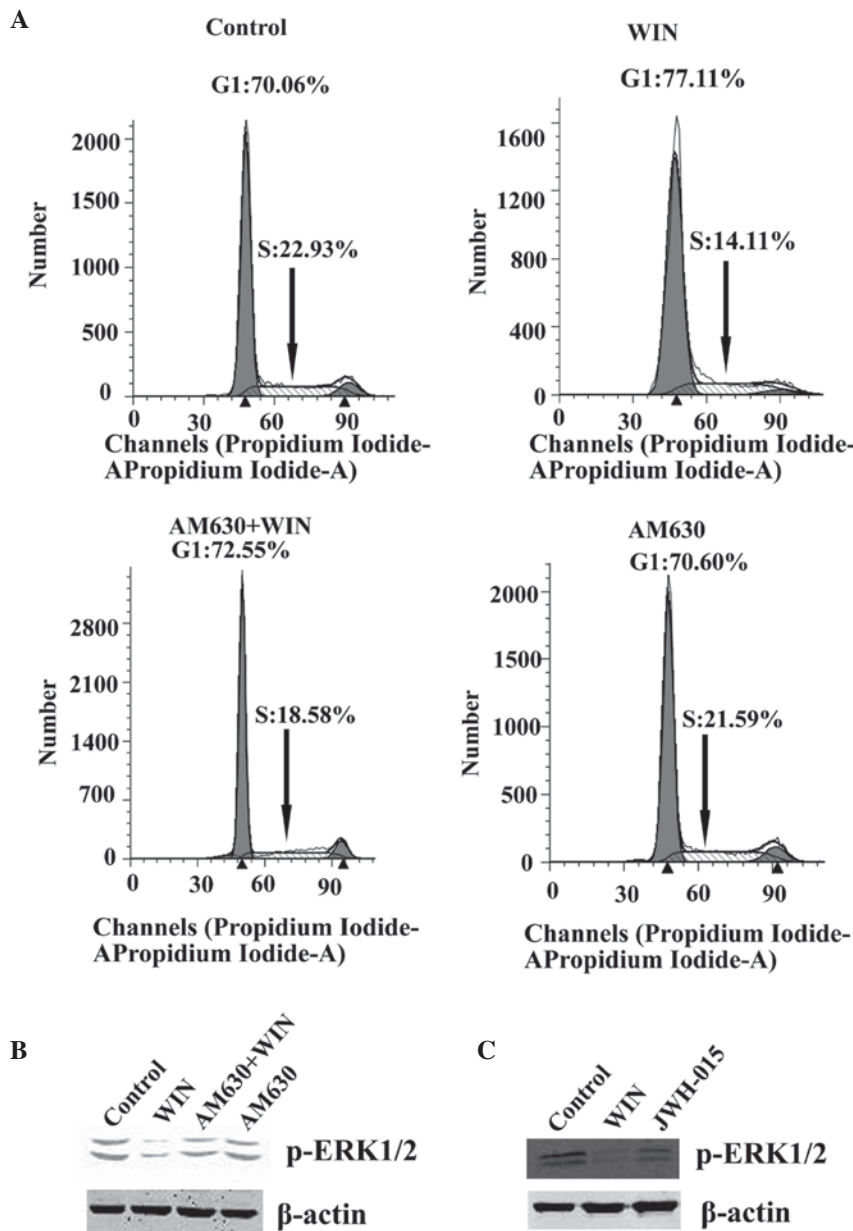 A
Control
G1:70.06%
2000
1500
1000
500
0
Number
S:22.93%
0 30 60 90
Channels (Propidium Iodide-
APropidium Iodide-A)
WIN
G1:77.11%
1600
1200
800
400
0
Number
S:14.11%
0 30 60 90
Channels (Propidium Iodide-
APropidium Iodide-A)
AM630+WIN
G1:72.55%
2800
2100
1400
700
0
Number
S:18.58%
0 30 60 90
Channels (Propidium Iodide-
APropidium Iodide-A)
AM630
G1:70.60%
2000
1500
1000
500
0
Number
S:21.59%
0 30 60 90
Channels (Propidium Iodide-
APropidium Iodide-A)
B
Control WIN AM630+WIN AM630
p-ERK1/2
β-actin
C
Control WIN JWH-015
p-ERK1/2
β-actin